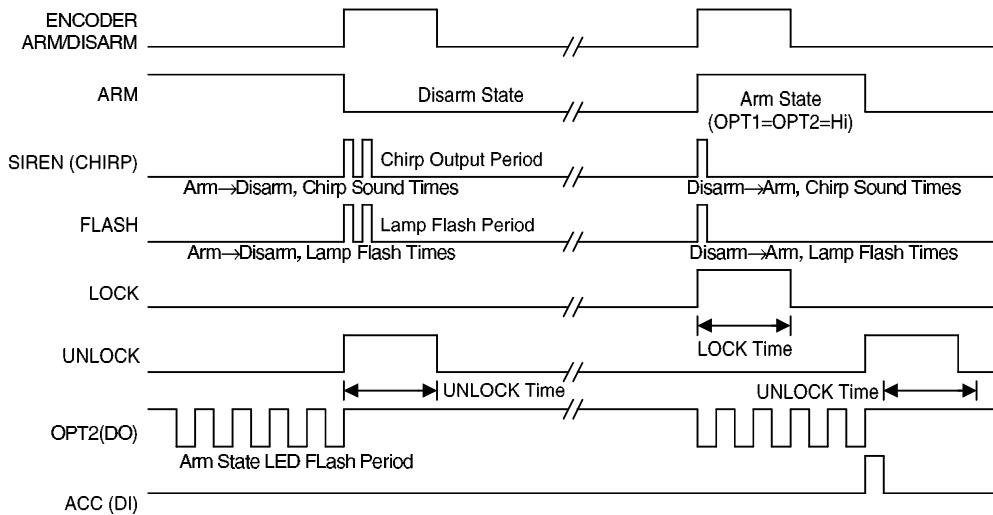 ENCODER
ARM/DISARM
ARM
Disarm State
Arm State
(OPT1=OPT2=Hi)
SIREN (CHIRP)
Chirp Output Period
Arm→Disarm, Chirp Sound Times
Disarm→Arm, Chirp Sound Times
FLASH
Lamp Flash Period
Arm→Disarm, Lamp Flash Times
Disarm→Arm, Lamp Flash Times
LOCK
LOCK Time
UNLOCK
UNLOCK Time
UNLOCK Time
OPT2(DO)
Arm State LED FLash Period
ACC (DI)